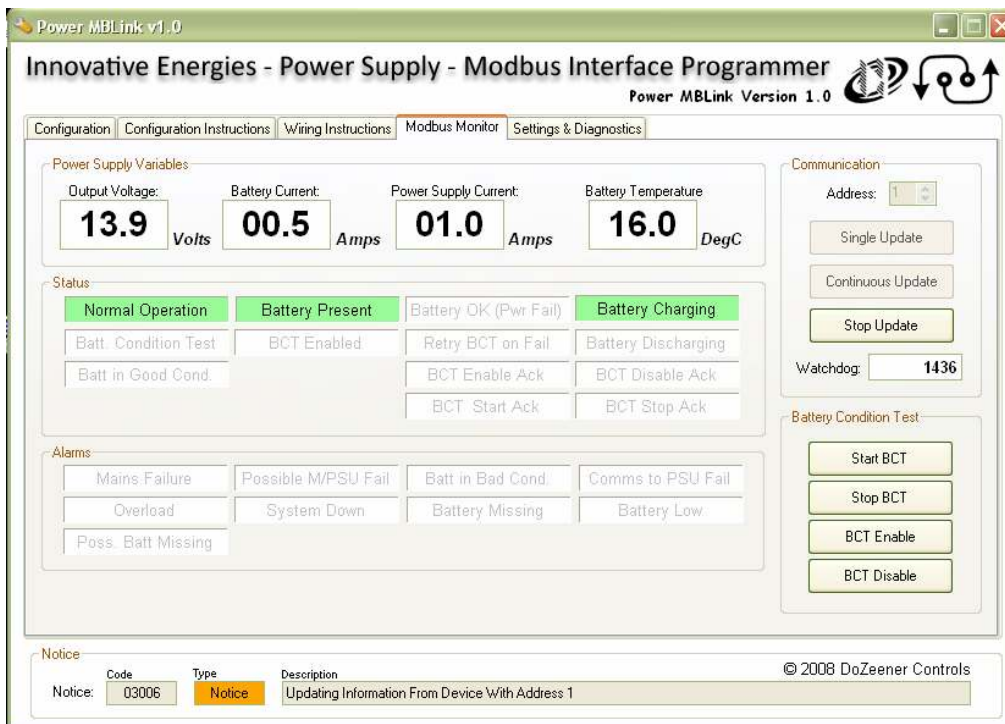 Power MBLink v1.0
Innovative Energies - Power Supply - Modbus Interface Programmer
Power MBLink Version 1.0
Configuration Configuration Instructions Wiring Instructions Modbus Monitor Settings & Diagnostics
Power Supply Variables
Output Voltage: Battery Current: Power Supply Current: Battery Temperature
13.9 Volts 00.5 Amps 01.0 Amps 16.0 DegC
Status
Normal Operation Battery Present Battery OK (Pwr Fail) Battery Charging
Batt. Condition Test BCT Enabled Retry BCT on Fail Battery Discharging
Batt in Good Cond. BCT Enable Ack BCT Disable Ack
BCT Start Ack BCT Stop Ack
Alarms
Mains Failure Possible M/PSU Fail Batt in Bad Cond. Comms to PSU Fail
Overload System Down Battery Missing Battery Low
Poss. Batt Missing
Communication
Address: 1
Single Update
Continuous Update
Stop Update
Watchdog: 1436
Battery Condition Test
Start BCT
Stop BCT
BCT Enable
BCT Disable
Notice
© 2008 DoZeener Controls
Code Type Description
Notice: 03006 Notice Updating Information From Device With Address 1